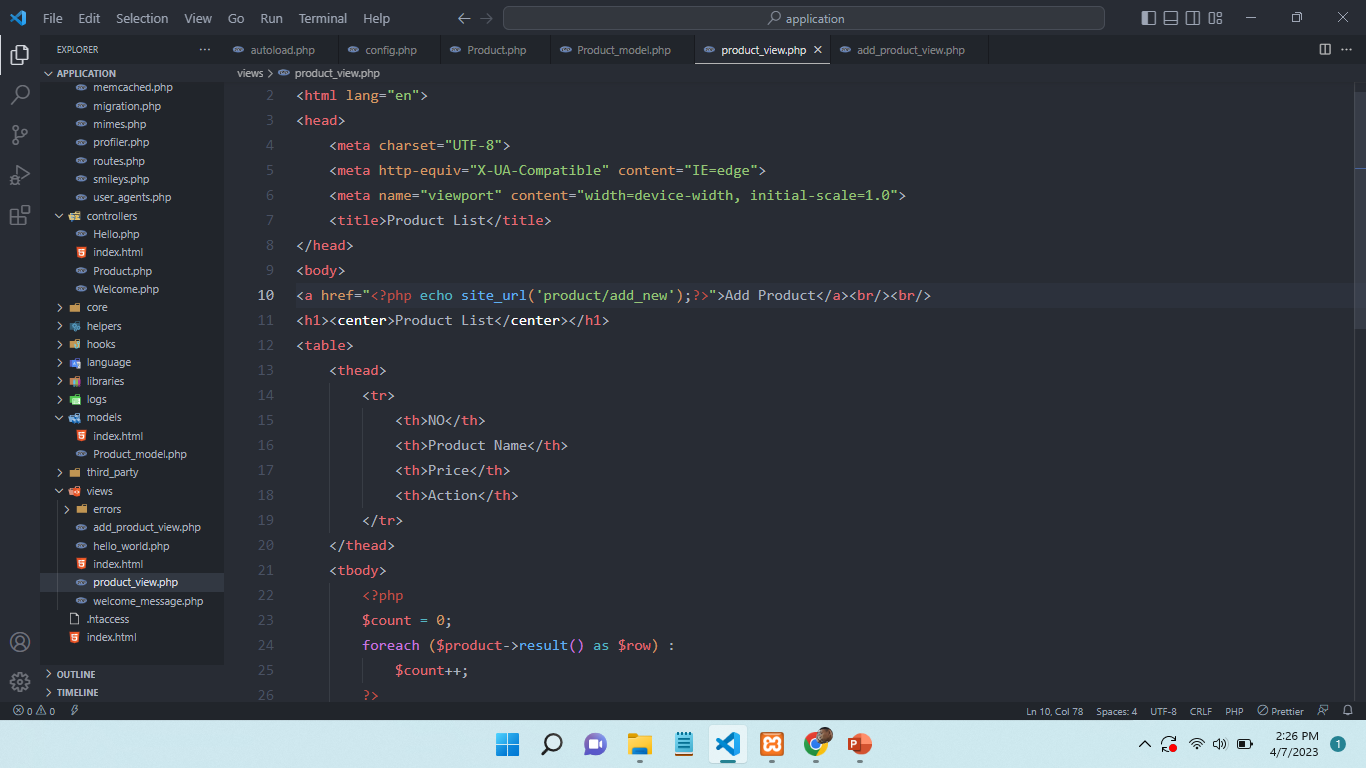 File Edit Selection View Go Run Terminal Help
application
EXPLORER
autoload.php config.php Product.php Product_model.php product_view.php add_product_view.php
APPLICATION
views > product_view.php
memcached.php
migration.php
mimes.php
profiler.php
routes.php
smileys.php
user_agents.php
controllers
Hello.php
index.html
Product.php
Welcome.php
core
helpers
hooks
language
libraries
logs
models
index.html
Product_model.php
third_party
views
errors
add_product_view.php
hello_world.php
index.html
product_view.php
welcome_message.php
.htaccess
index.html
OUTLINE
TIMELINE
2 <html lang="en">
3 <head>
4 <meta charset="UTF-8">
5 <meta http-equiv="X-UA-Compatible" content="IE=edge">
6 <meta name="viewport" content="width=device-width, initial-scale=1.0">
7 <title>Product List</title>
8 </head>
9 <body>
10 <a href="<?php echo site_url('product/add_new');?>">Add Product</a><br/><br/>
11 <h1><center>Product List</center></h1>
12 <table>
13 <thead>
14 <tr>
15 <th>NO</th>
16 <th>Product Name</th>
17 <th>Price</th>
18 <th>Action</th>
19 </tr>
20 </thead>
21 <tbody>
22 <?php
23 $count = 0;
24 foreach ($product->result() as $row) :
25 $count++;
26 ?>
0 0
Ln 10, Col 78 Spaces: 4 UTF-8 CRLF PHP Prettier
2:26 PM
4/7/2023
1